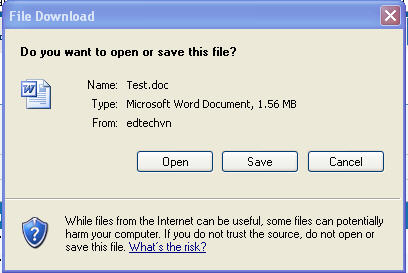 File Download
Do you want to open or save this file?
Name: Test.doc
Type: Microsoft Word Document, 1.56 MB
From: edtechvn
Open Save Cancel
While files from the Internet can be useful, some files can potentially
harm your computer. If you do not trust the source, do not open or
save this file. What's the risk?